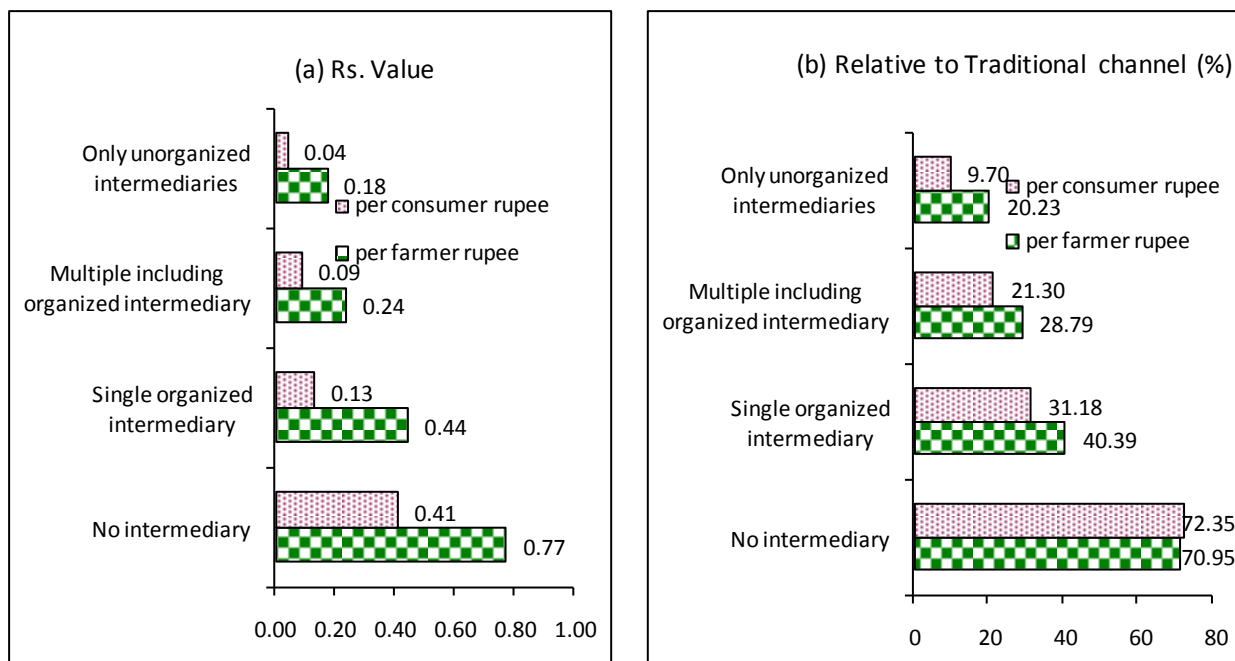 (a) Rs. Value
Only unorganized
intermediaries
0.04
0.18
per consumer rupee
per farmer rupee
Multiple including
organized intermediary
0.09
0.24
Single organized
intermediary
0.13
0.44
No intermediary
0.41
0.77
0.00 0.20 0.40 0.60 0.80 1.00
(b) Relative to Traditional channel (%)
Only unorganized
intermediaries
9.70
20.23
per consumer rupee
per farmer rupee
Multiple including
organized intermediary
21.30
28.79
Single organized
intermediary
31.18
40.39
No intermediary
72.35
70.95
0 20 40 60 80